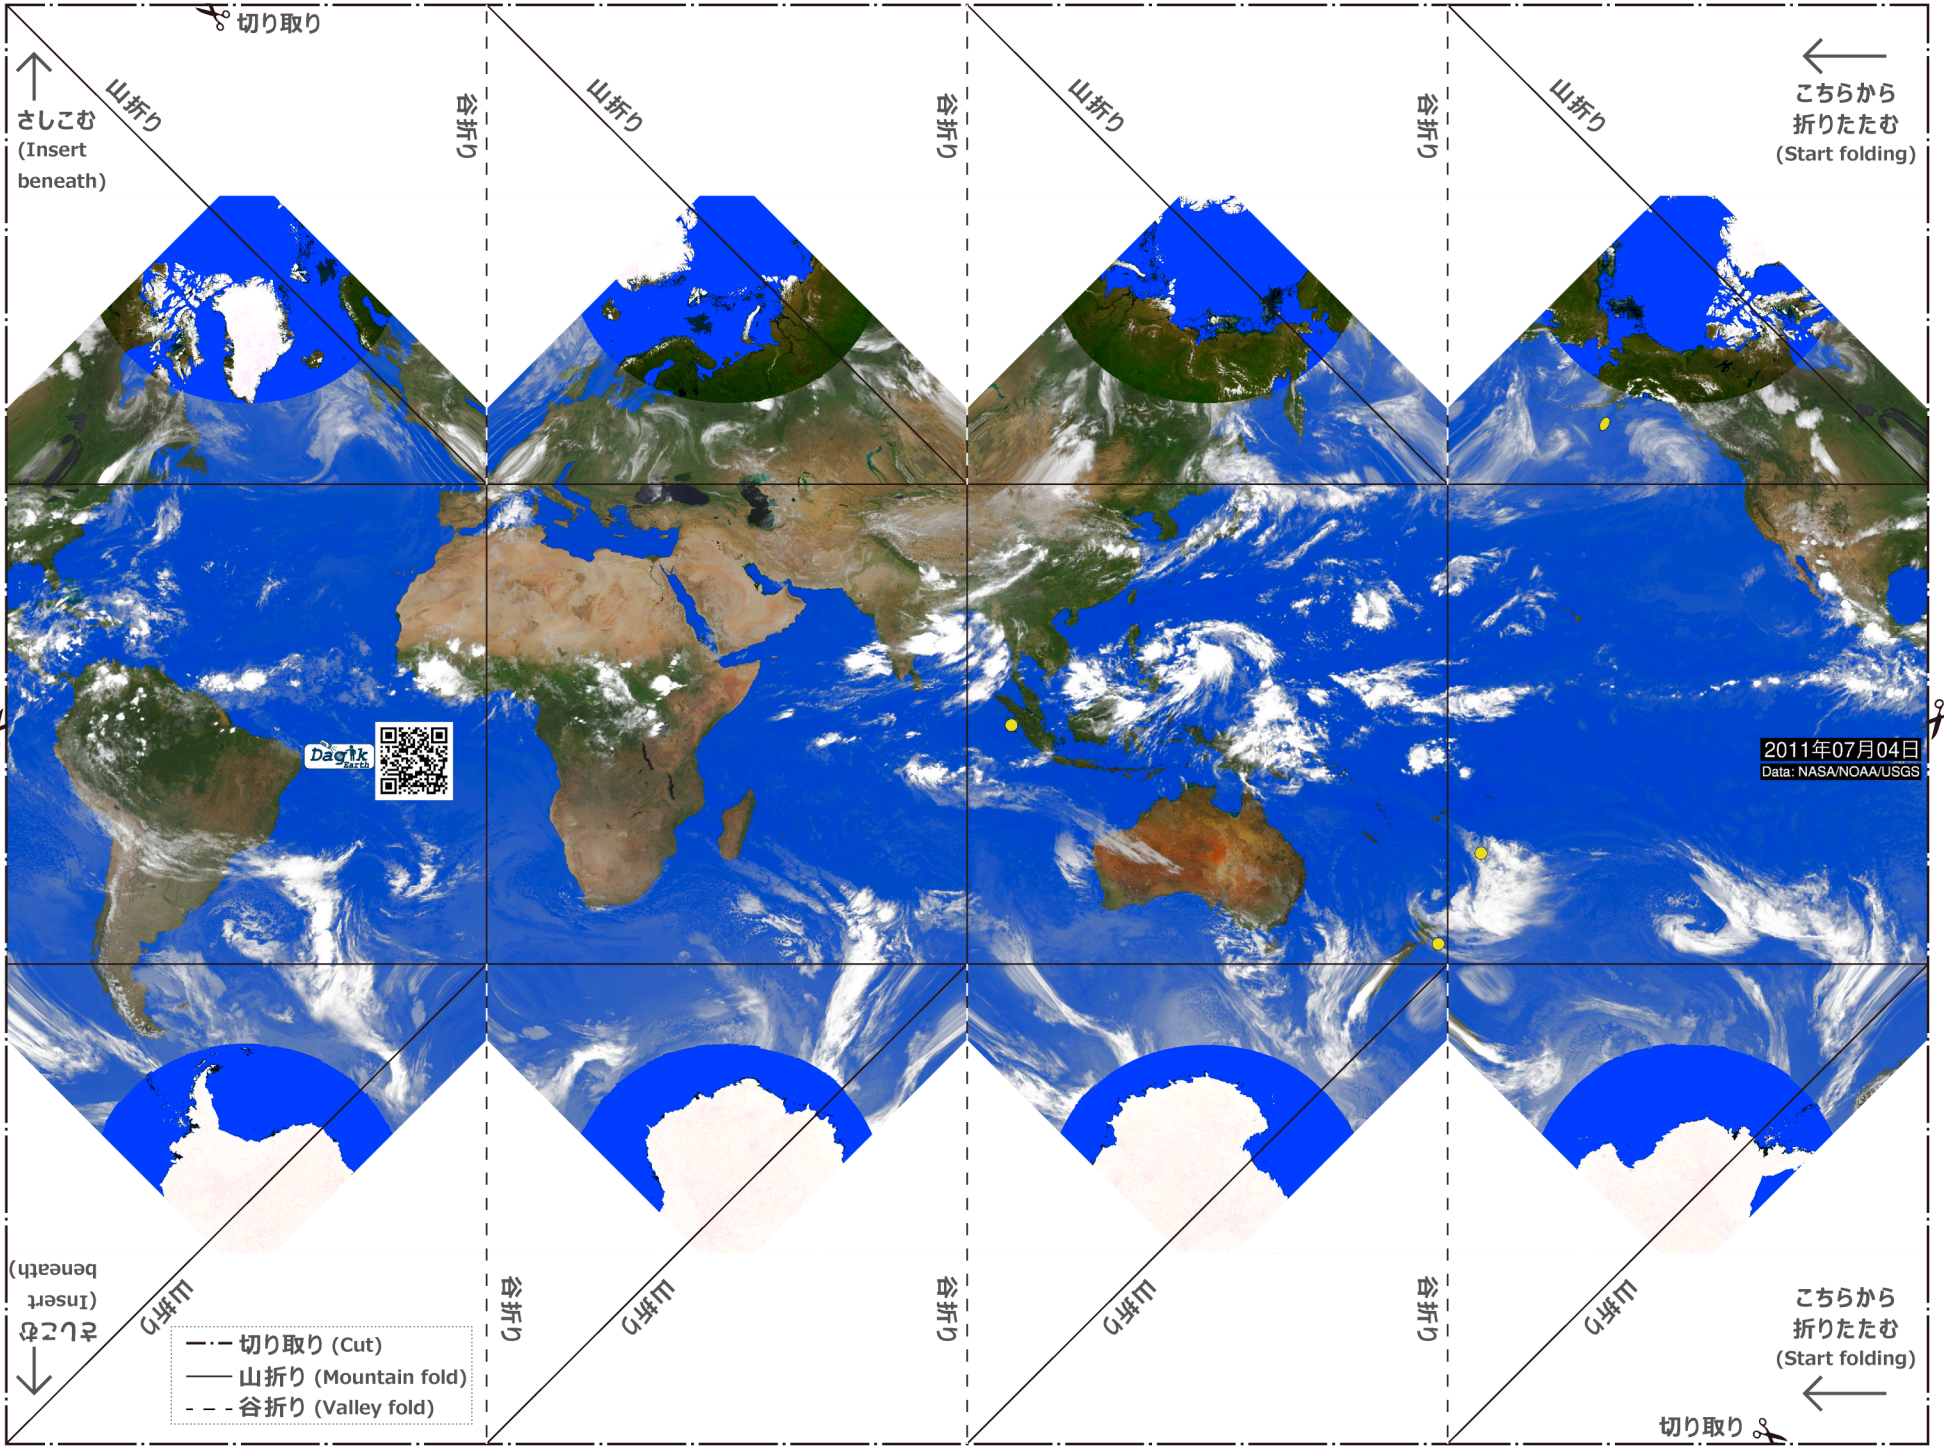 切り取り
山折り
谷折り
山折り
谷折り
山折り
谷折り
山折り
さしこむ
(Insert
beneath)
こちらから
折りたたむ
(Start folding)
Dagik
Earth
2011年07月04日
Data: NASA/NOAA/USGS
さしこむ
(Insert
beneath)
山折り
谷折り
山折り
谷折り
山折り
谷折り
山折り
こちらから
折りたたむ
(Start folding)
切り取り (Cut)
山折り (Mountain fold)
谷折り (Valley fold)
切り取り